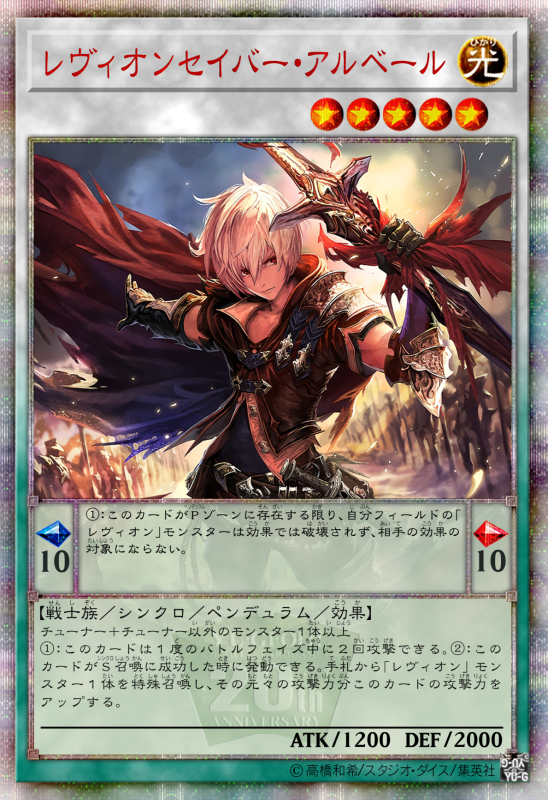 レヴィオンセイバー・アルベール
光
①:このカードがPゾーンに存在する限り、自分フィールドの「
レヴィオン」モンスターは効果では破壊されず、相手の効果の
対象にならない。
10
10
【戦士族／シンクロ／ペンデュラム／効果】
チューナー＋チューナー以外のモンスター1体以上
①:このカードは1度のバトルフェイズ中に2回攻撃できる。②:この
カードがS召喚に成功した時に発動できる。手札から「レヴィオン」モン
スター1体を特殊召喚し、その元々の攻撃力分このカードの攻撃力を
アップする。
20th
ANNIVERSARY
ATK/1200 DEF/2000
©高橋和希/スタジオ・ダイス/集英社